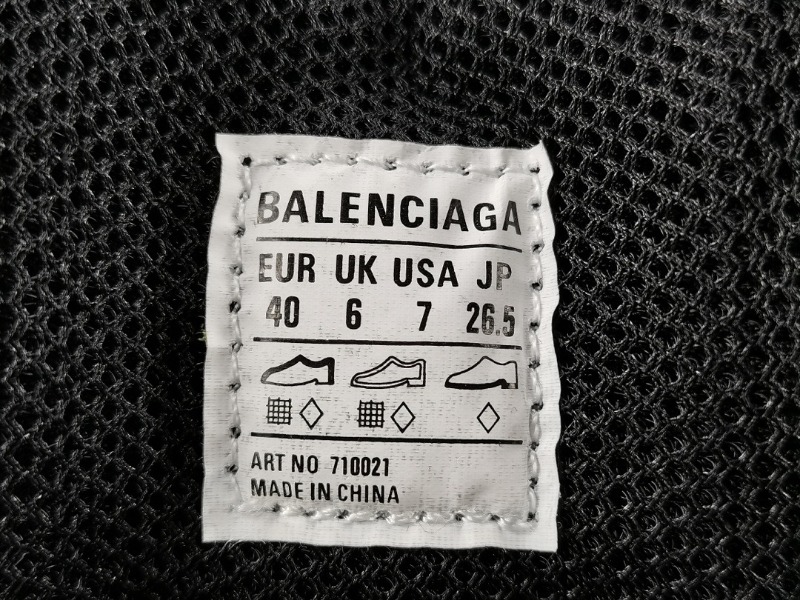 BALENCIAGA
EUR UK USA JP
40 6 7 26.5
ART NO 710021
MADE IN CHINA